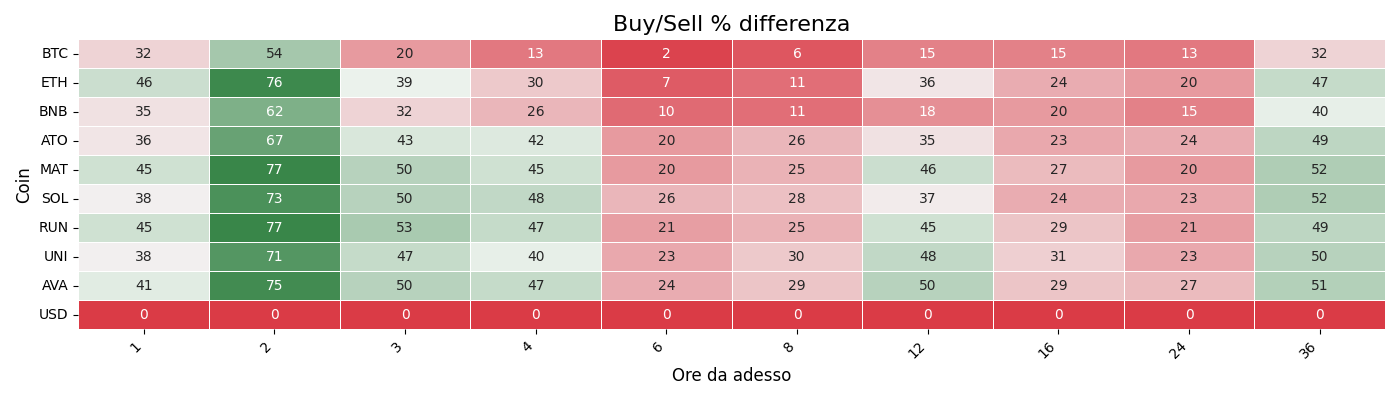 Buy/Sell % differenza
Coin
BTC 32 54 20 13 2 6 15 15 13 32
ETH 46 76 39 30 7 11 36 24 20 47
BNB 35 62 32 26 10 11 18 20 15 40
ATO 36 67 43 42 20 26 35 23 24 49
MAT 45 77 50 45 20 25 46 27 20 52
SOL 38 73 50 48 26 28 37 24 23 52
RUN 45 77 53 47 21 25 45 29 21 49
UNI 38 71 47 40 23 30 48 31 23 50
AVA 41 75 50 47 24 29 50 29 27 51
USD 0 0 0 0 0 0 0 0 0 0
1 2 3 4 6 8 12 16 24 36
Ore da adesso